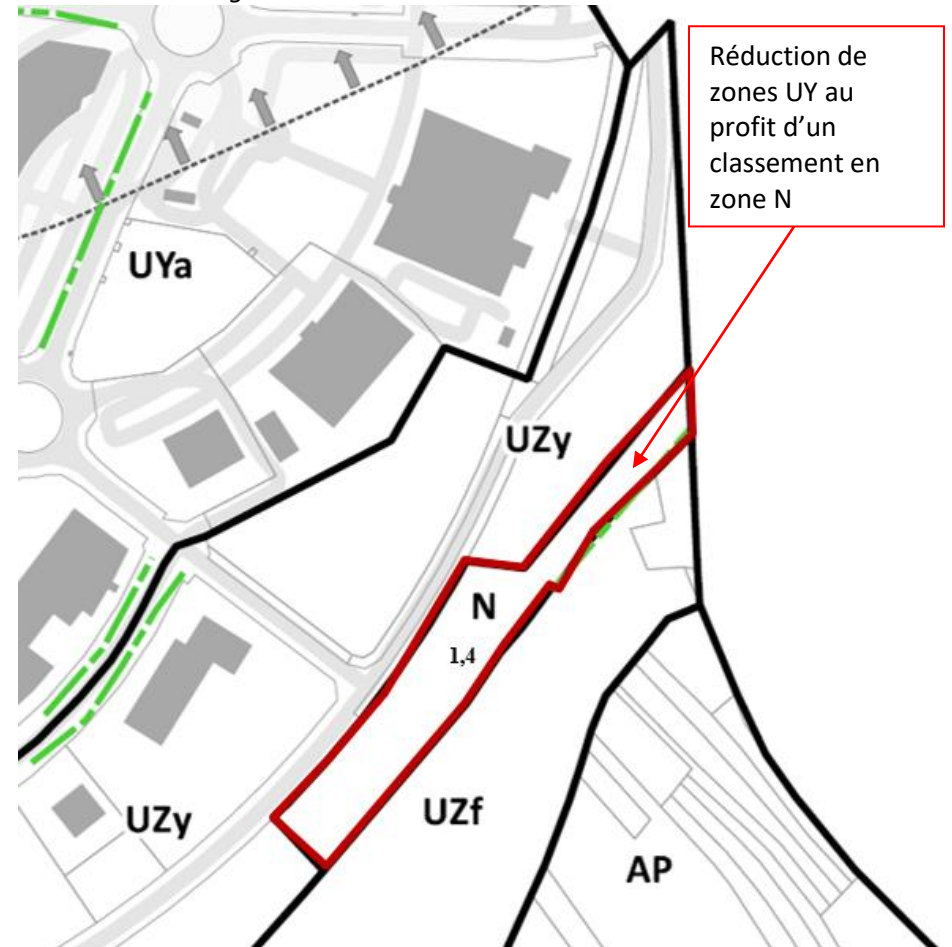 Réduction de
zones UY au
profit d’un
classement en
zone N
UYa
UZy
N
1,4
UZy
UZf
AP